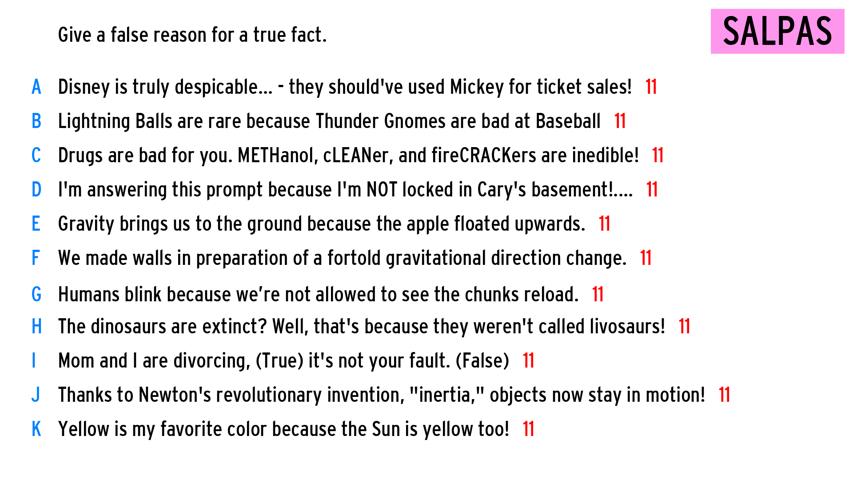 Give a false reason for a true fact.
SALPAS
A Disney is truly despicable... - they should've used Mickey for ticket sales! 11
B Lightning Balls are rare because Thunder Gnomes are bad at Baseball 11
C Drugs are bad for you. METHanol, cLEANer, and fireCRACKers are inedible! 11
D I'm answering this prompt because I'm NOT locked in Cary's basement!.... 11
E Gravity brings us to the ground because the apple floated upwards. 11
F We made walls in preparation of a fortold gravitational direction change. 11
G Humans blink because we’re not allowed to see the chunks reload. 11
H The dinosaurs are extinct? Well, that's because they weren't called livosaurs! 11
I Mom and I are divorcing, (True) it's not your fault. (False) 11
J Thanks to Newton's revolutionary invention, "inertia," objects now stay in motion! 11
K Yellow is my favorite color because the Sun is yellow too! 11